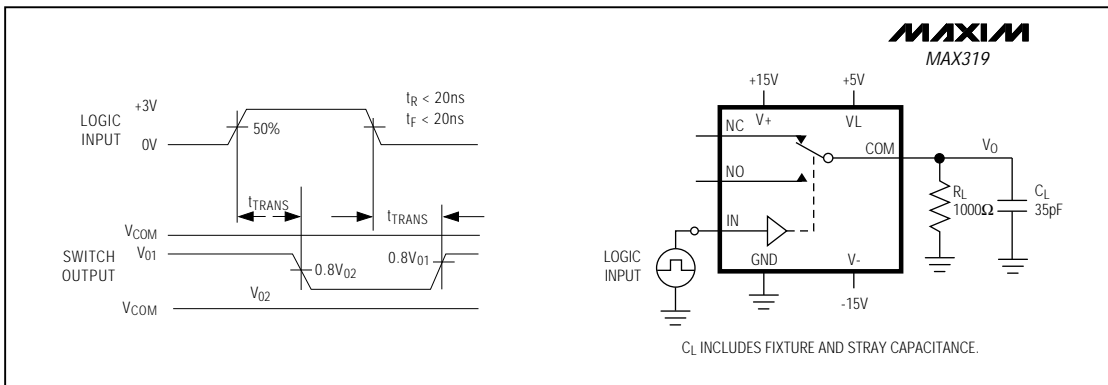 MAXIM
MAX319
+3V
LOGIC
INPUT
0V
50%
tR < 20ns
tF < 20ns
tTRANS
tTRANS
VCOM
V01
SWITCH
OUTPUT
0.8V02
0.8V01
V02
VCOM
+15V
+5V
V+
VL
NC
COM
VO
NO
RL
1000Ω
CL
35pF
IN
LOGIC
INPUT
GND
V-
-15V
CL INCLUDES FIXTURE AND STRAY CAPACITANCE.